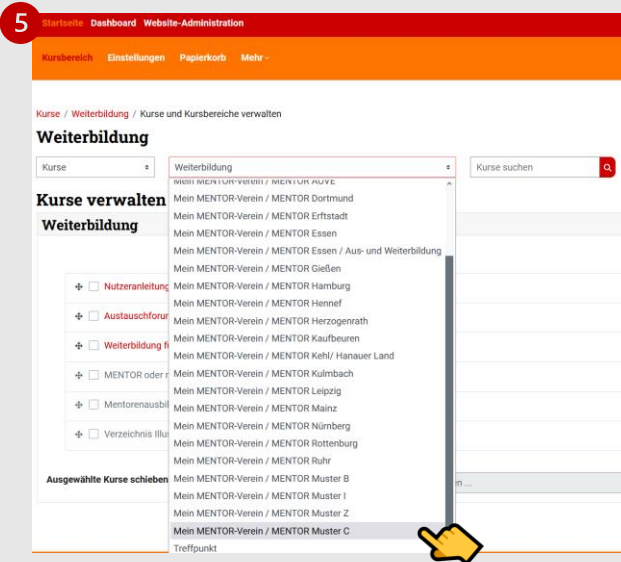 5
Startseite Dashboard Website-Administration
Kursbereich Einstellungen Papierkorb Mehr
Kurse / Weiterbildung / Kurse und Kursbereiche verwalten
Weiterbildung
Kurse
Weiterbildung
Kurse suchen
Kurse verwalten
Weiterbildung
Mein MENTOR-Verein / MENTOR AUVE
Mein MENTOR-Verein / MENTOR Dortmund
Mein MENTOR-Verein / MENTOR Erftstadt
Mein MENTOR-Verein / MENTOR Essen
Mein MENTOR-Verein / MENTOR Essen / Aus- und Weiterbildung
Mein MENTOR-Verein / MENTOR Gießen
Mein MENTOR-Verein / MENTOR Hamburg
Mein MENTOR-Verein / MENTOR Hennef
Mein MENTOR-Verein / MENTOR Herzogenrath
Mein MENTOR-Verein / MENTOR Kaufbeuren
Mein MENTOR-Verein / MENTOR Kehl/ Hanauer Land
Mein MENTOR-Verein / MENTOR Kulmbach
Mein MENTOR-Verein / MENTOR Leipzig
Mein MENTOR-Verein / MENTOR Mainz
Mein MENTOR-Verein / MENTOR Nürnberg
Mein MENTOR-Verein / MENTOR Rottenburg
Mein MENTOR-Verein / MENTOR Ruhr
Mein MENTOR-Verein / MENTOR Muster B
Mein MENTOR-Verein / MENTOR Muster I
Mein MENTOR-Verein / MENTOR Muster Z
Mein MENTOR-Verein / MENTOR Muster C
Treffpunkt
Nutzeranleitung
Austauschforu
Weiterbildung f
MENTOR oder
Mentorenausbil
Verzeichnis Illu
Ausgewählte Kurse schieben
n ...